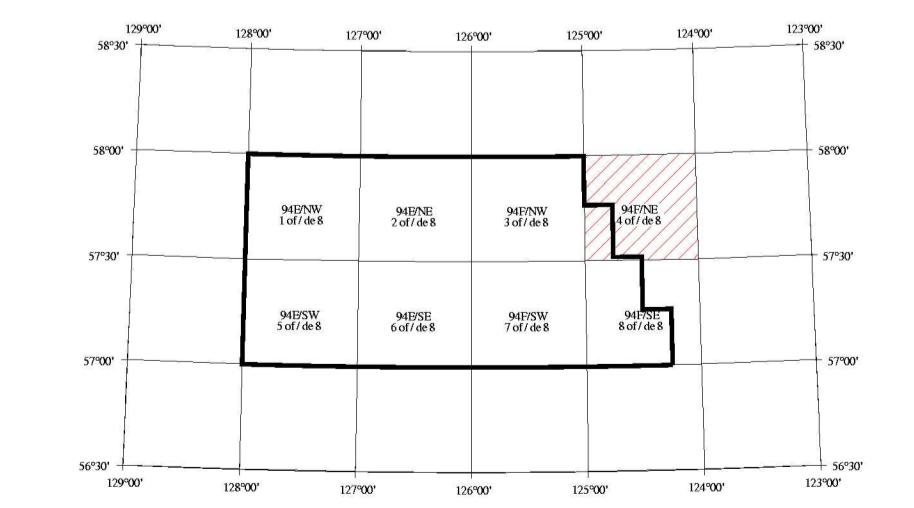 129°00' 128°00' 127°00' 126°00' 125°00' 124°00' 123°00'
58°30' 58°30'
58°00' 58°00'
94E/NW 94E/NE 94F/NW 94F/NE
1 of / de 8 2 of / de 8 3 of / de 8 4 of / de 8
57°30' 57°30'
94E/SW 94E/SE 94F/SW 94F/SE
5 of / de 8 6 of / de 8 7 of / de 8 8 of / de 8
57°00' 57°00'
56°30' 56°30'
129°00' 128°00' 127°00' 126°00' 125°00' 124°00' 123°00'